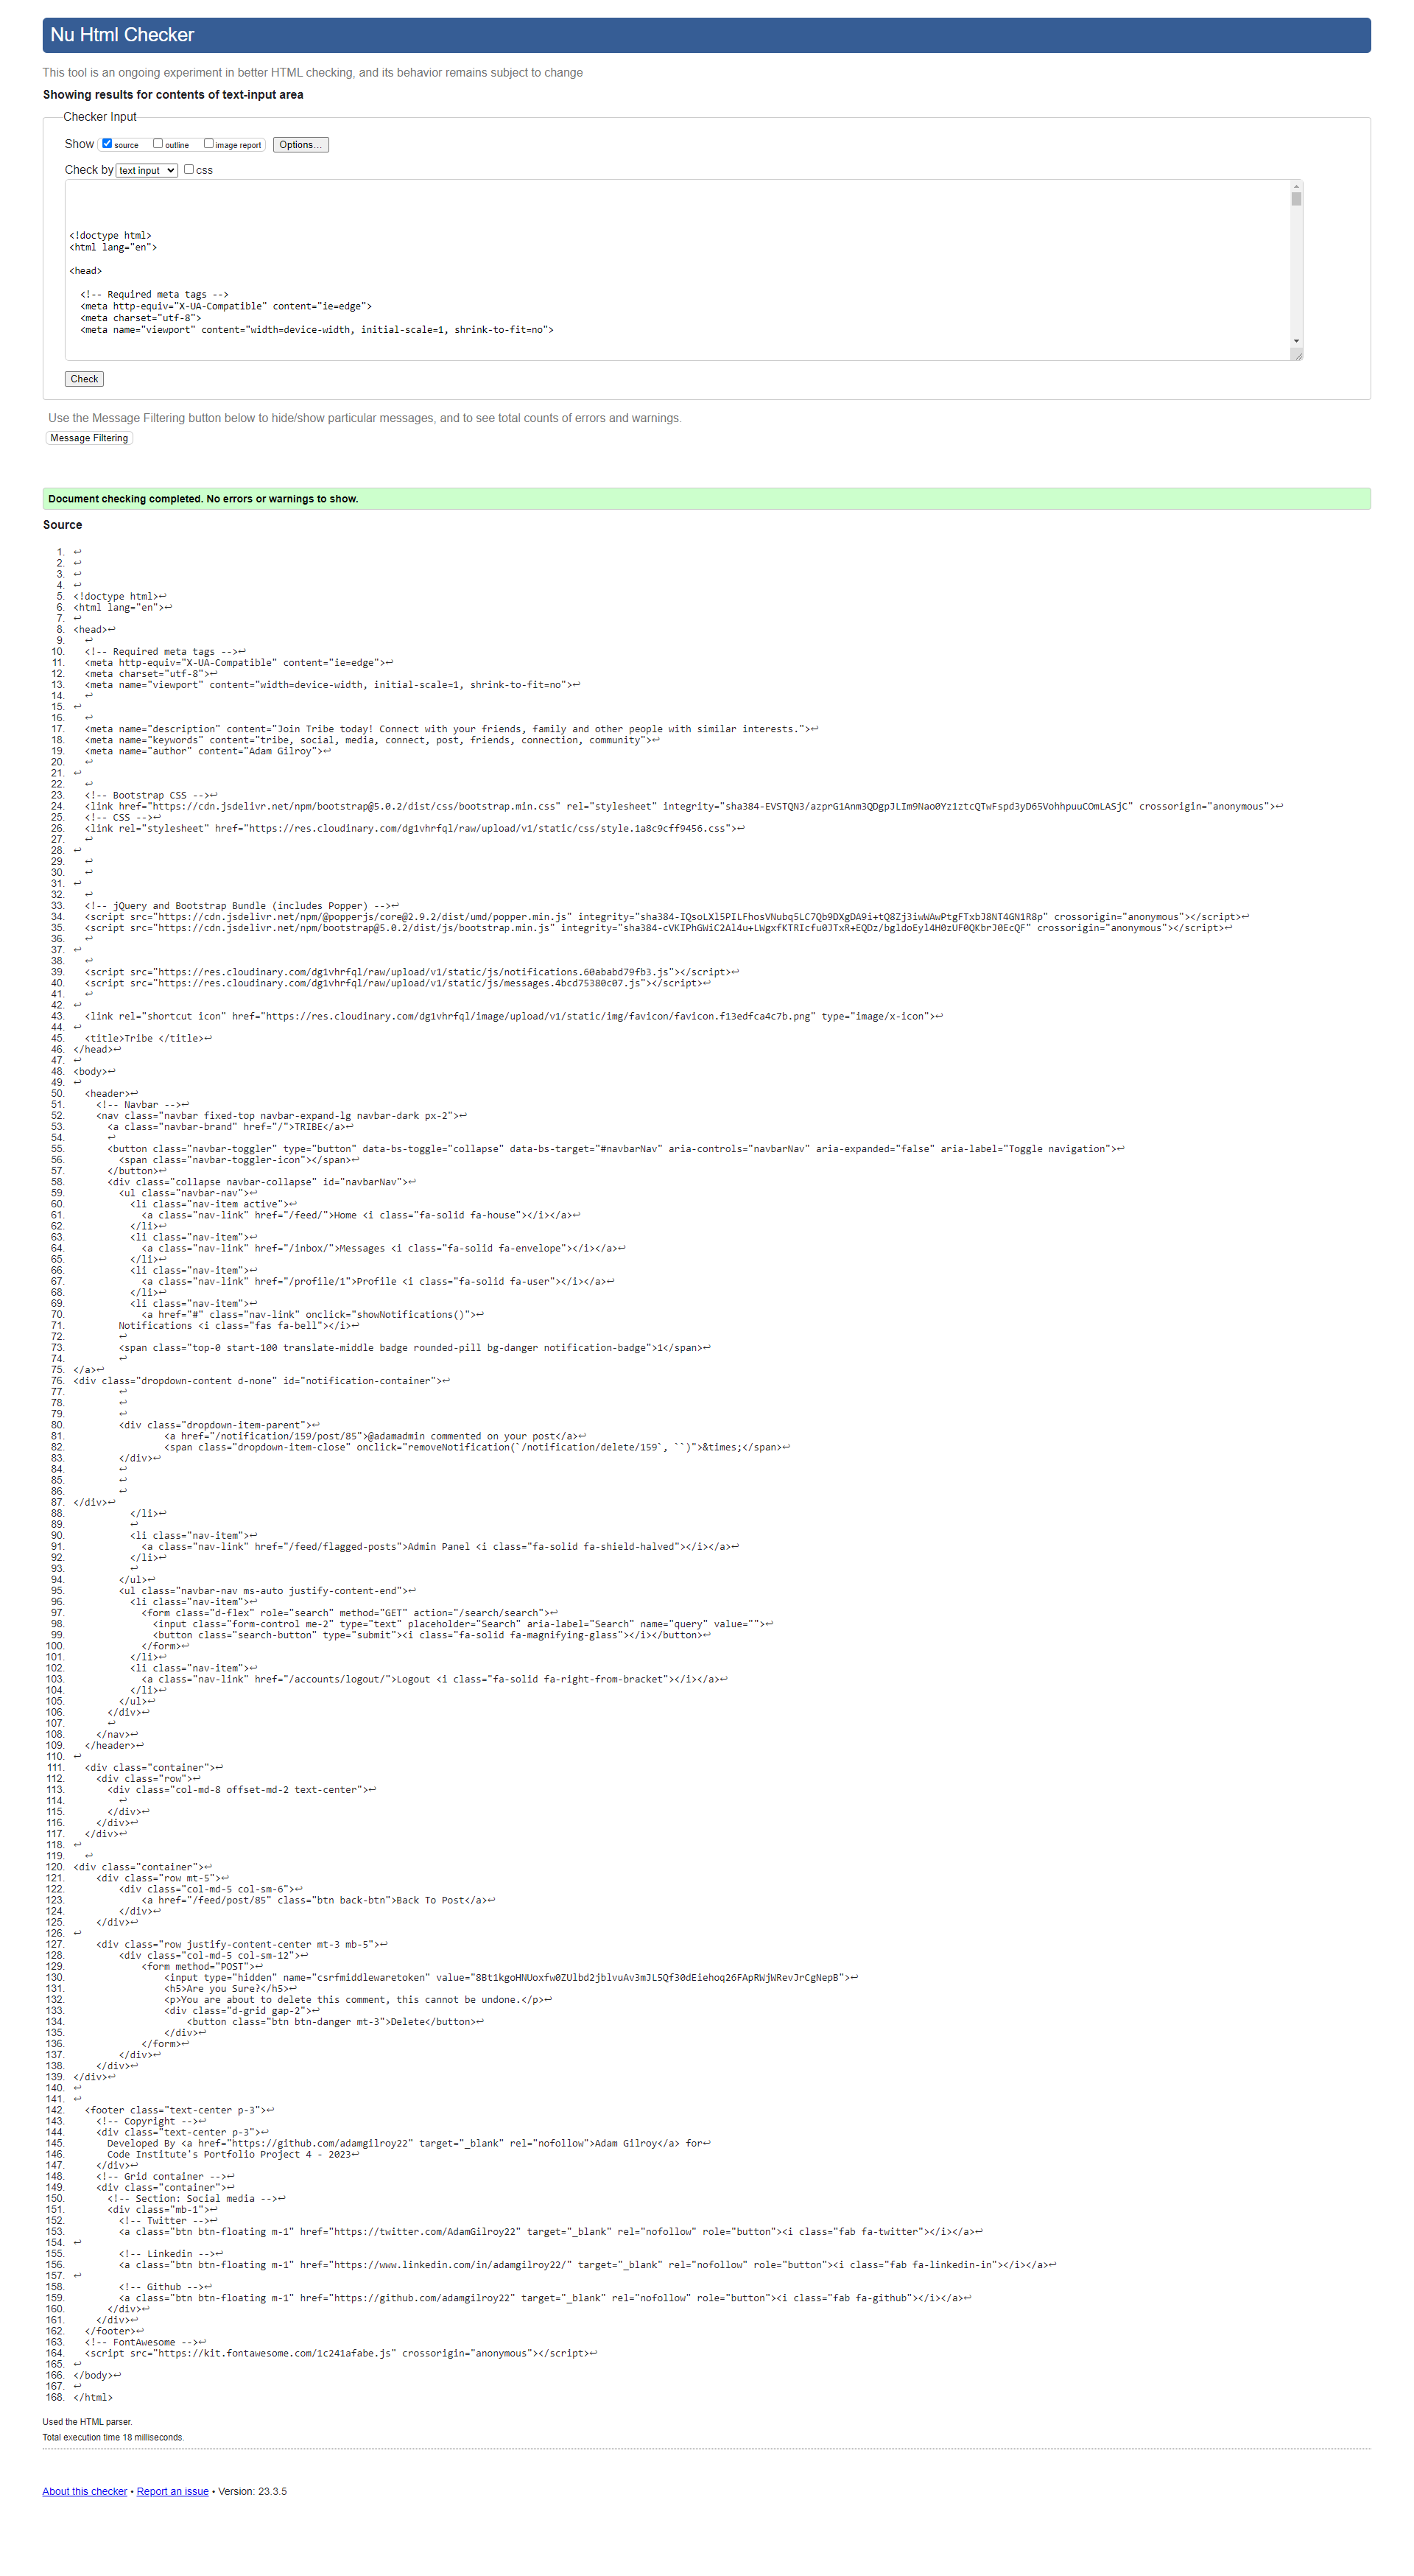 Nu Html Checker
This tool is an ongoing experiment in better HTML checking, and its behavior remains subject to change
Showing results for contents of text-input area
Checker Input
Show source outline image report Options...
Check by text input css
<!doctype html>
<html lang="en">
<head>
<!-- Required meta tags -->
<meta http-equiv="X-UA-Compatible" content="ie=edge">
<meta charset="utf-8">
<meta name="viewport" content="width=device-width, initial-scale=1, shrink-to-fit=no">
Check
Use the Message Filtering button below to hide/show particular messages, and to see total counts of errors and warnings.
Message Filtering
Document checking completed. No errors or warnings to show.
Source
1. ↩
2. ↩
3. ↩
4. ↩
5. <!doctype html>↩
6. <html lang="en">↩
7. ↩
8. <head>↩
9. ↩
10. <!-- Required meta tags -->↩
11. <meta http-equiv="X-UA-Compatible" content="ie=edge">↩
12. <meta charset="utf-8">↩
13. <meta name="viewport" content="width=device-width, initial-scale=1, shrink-to-fit=no">↩
14. ↩
15. ↩
16. ↩
17. <meta name="description" content="Join Tribe today! Connect with your friends, family and other people with similar interests.">↩
18. <meta name="keywords" content="tribe, social, media, connect, post, friends, connection, community">↩
19. <meta name="author" content="Adam Gilroy">↩
20. ↩
21. ↩
22. ↩
23. <!-- Bootstrap CSS -->↩
24. <link href="https://cdn.jsdelivr.net/npm/bootstrap@5.0.2/dist/css/bootstrap.min.css" rel="stylesheet" integrity="sha384-EVSTQN3/azprG1Anm3QDgpJLIm9Nao0Yz1ztcQTwFspd3yD65VohhpuuCOmLASjC" crossorigin="anonymous">↩
25. <!-- CSS -->↩
26. <link rel="stylesheet" href="https://res.cloudinary.com/dg1vhrfql/raw/upload/v1/static/css/style.1a8c9cff9456.css">↩
27. ↩
28. ↩
29. ↩
30. ↩
31. ↩
32. ↩
33. <!-- jQuery and Bootstrap Bundle (includes Popper) -->↩
34. <script src="https://cdn.jsdelivr.net/npm/@popperjs/core@2.9.2/dist/umd/popper.min.js" integrity="sha384-IQsoLXl5PILFhosVNubq5LC7Qb9DXgDA9i+tQ8Zj3iwWAwPtgFTxbJ8NT4GN1R8p" crossorigin="anonymous"></script>↩
35. <script src="https://cdn.jsdelivr.net/npm/bootstrap@5.0.2/dist/js/bootstrap.min.js" integrity="sha384-cVKIPhGWiC2Al4u+LWgxfKTRIcfu0JTxR+EQDz/bgldoEyl4H0zUF0QKbrJ0EcQF" crossorigin="anonymous"></script>↩
36. ↩
37. ↩
38. ↩
39. <script src="https://res.cloudinary.com/dg1vhrfql/raw/upload/v1/static/js/notifications.60ababd79fb3.js"></script>↩
40. <script src="https://res.cloudinary.com/dg1vhrfql/raw/upload/v1/static/js/messages.4bcd75380c07.js"></script>↩
41. ↩
42. ↩
43. <link rel="shortcut icon" href="https://res.cloudinary.com/dg1vhrfql/image/upload/v1/static/img/favicon/favicon.f13edfca4c7b.png" type="image/x-icon">↩
44. ↩
45. <title>Tribe </title>↩
46. </head>↩
47. ↩
48. <body>↩
49. ↩
50. <header>↩
51. <!-- Navbar -->↩
52. <nav class="navbar fixed-top navbar-expand-lg navbar-dark px-2">↩
53. <a class="navbar-brand" href="/">TRIBE</a>↩
54. ↩
55. <button class="navbar-toggler" type="button" data-bs-toggle="collapse" data-bs-target="#navbarNav" aria-controls="navbarNav" aria-expanded="false" aria-label="Toggle navigation">↩
56. <span class="navbar-toggler-icon"></span>↩
57. </button>↩
58. <div class="collapse navbar-collapse" id="navbarNav">↩
59. <ul class="navbar-nav">↩
60. <li class="nav-item active">↩
61. <a class="nav-link" href="/feed/">Home <i class="fa-solid fa-house"></i></a>↩
62. </li>↩
63. <li class="nav-item">↩
64. <a class="nav-link" href="/inbox/">Messages <i class="fa-solid fa-envelope"></i></a>↩
65. </li>↩
66. <li class="nav-item">↩
67. <a class="nav-link" href="/profile/1">Profile <i class="fa-solid fa-user"></i></a>↩
68. </li>↩
69. <li class="nav-item">↩
70. <a href="#" class="nav-link" onclick="showNotifications()">↩
71. Notifications <i class="fas fa-bell"></i>↩
72. ↩
73. <span class="top-0 start-100 translate-middle badge rounded-pill bg-danger notification-badge">1</span>↩
74. ↩
75. </a>↩
76. <div class="dropdown-content d-none" id="notification-container">↩
77. ↩
78. ↩
79. ↩
80. <div class="dropdown-item-parent">↩
81. <a href="/notification/159/post/85">@adamadmin commented on your post</a>↩
82. <span class="dropdown-item-close" onclick="removeNotification(`/notification/delete/159`, ``)">&times;</span>↩
83. </div>↩
84. ↩
85. ↩
86. ↩
87. </div>↩
88. </li>↩
89. ↩
90. <li class="nav-item">↩
91. <a class="nav-link" href="/feed/flagged-posts">Admin Panel <i class="fa-solid fa-shield-halved"></i></a>↩
92. </li>↩
93. ↩
94. </ul>↩
95. <ul class="navbar-nav ms-auto justify-content-end">↩
96. <li class="nav-item">↩
97. <form class="d-flex" role="search" method="GET" action="/search/search">↩
98. <input class="form-control me-2" type="text" placeholder="Search" aria-label="Search" name="query" value="">↩
99. <button class="search-button" type="submit"><i class="fa-solid fa-magnifying-glass"></i></button>↩
100. </form>↩
101. </li>↩
102. <li class="nav-item">↩
103. <a class="nav-link" href="/accounts/logout/">Logout <i class="fa-solid fa-right-from-bracket"></i></a>↩
104. </li>↩
105. </ul>↩
106. </div>↩
107. ↩
108. </nav>↩
109. </header>↩
110. ↩
111. <div class="container">↩
112. <div class="row">↩
113. <div class="col-md-8 offset-md-2 text-center">↩
114. ↩
115. </div>↩
116. </div>↩
117. </div>↩
118. ↩
119. ↩
120. <div class="container">↩
121. <div class="row mt-5">↩
122. <div class="col-md-5 col-sm-6">↩
123. <a href="/feed/post/85" class="btn back-btn">Back To Post</a>↩
124. </div>↩
125. </div>↩
126. ↩
127. <div class="row justify-content-center mt-3 mb-5">↩
128. <div class="col-md-5 col-sm-12">↩
129. <form method="POST">↩
130. <input type="hidden" name="csrfmiddlewaretoken" value="8Bt1kgoHNUoxfw0ZUlbd2jblvuAv3mJL5Qf30dEiehoq26FApRWjWRevJrCgNepB">↩
131. <h5>Are you Sure?</h5>↩
132. <p>You are about to delete this comment, this cannot be undone.</p>↩
133. <div class="d-grid gap-2">↩
134. <button class="btn btn-danger mt-3">Delete</button>↩
135. </div>↩
136. </form>↩
137. </div>↩
138. </div>↩
139. </div>↩
140. ↩
141. ↩
142. <footer class="text-center p-3">↩
143. <!-- Copyright -->↩
144. <div class="text-center p-3">↩
145. Developed By <a href="https://github.com/adamgilroy22" target="_blank" rel="nofollow">Adam Gilroy</a> for↩
146. Code Institute's Portfolio Project 4 - 2023↩
147. </div>↩
148. <!-- Grid container -->↩
149. <div class="container">↩
150. <!-- Section: Social media -->↩
151. <div class="mb-1">↩
152. <!-- Twitter -->↩
153. <a class="btn btn-floating m-1" href="https://twitter.com/AdamGilroy22" target="_blank" rel="nofollow" role="button"><i class="fab fa-twitter"></i></a>↩
154. ↩
155. <!-- Linkedin -->↩
156. <a class="btn btn-floating m-1" href="https://www.linkedin.com/in/adamgilroy22/" target="_blank" rel="nofollow" role="button"><i class="fab fa-linkedin-in"></i></a>↩
157. ↩
158. <!-- Github -->↩
159. <a class="btn btn-floating m-1" href="https://github.com/adamgilroy22" target="_blank" rel="nofollow" role="button"><i class="fab fa-github"></i></a>↩
160. </div>↩
161. </div>↩
162. </footer>↩
163. <!-- FontAwesome -->↩
164. <script src="https://kit.fontawesome.com/1c241afabe.js" crossorigin="anonymous"></script>↩
165. ↩
166. </body>↩
167. ↩
168. </html>
Used the HTML parser.
Total execution time 18 milliseconds.
About this checker • Report an issue • Version: 23.3.5